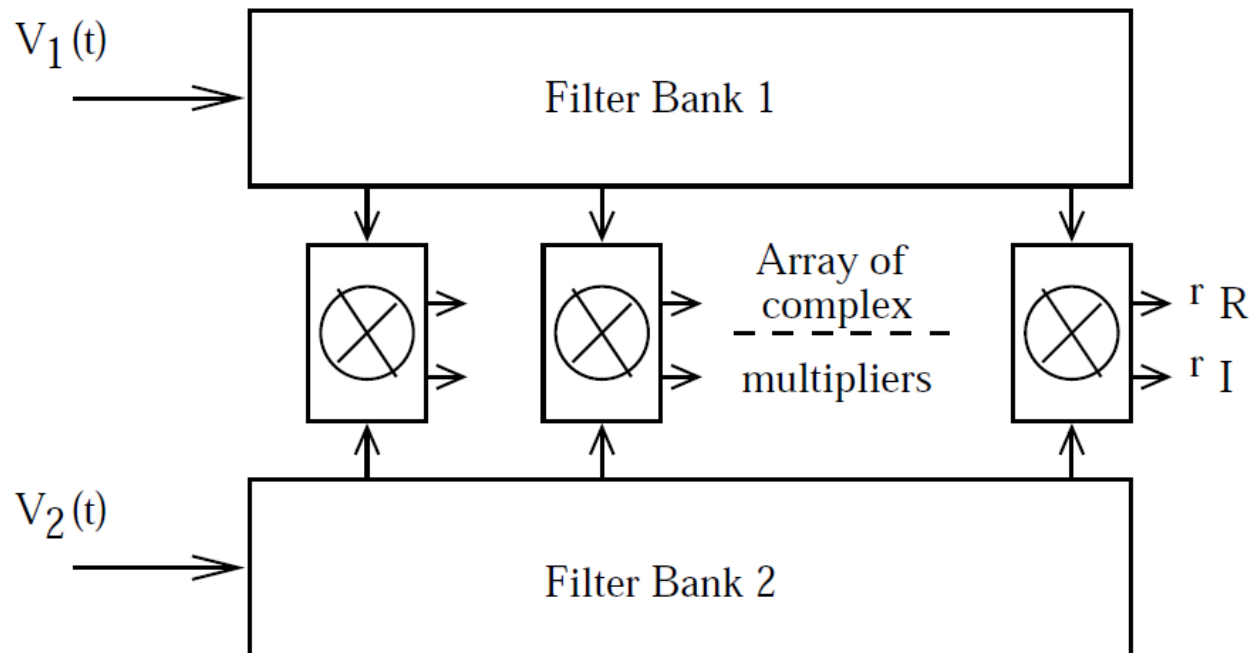 V1(t)
Filter Bank 1
Array of
complex
multipliers
r R
r I
V2(t)
Filter Bank 2